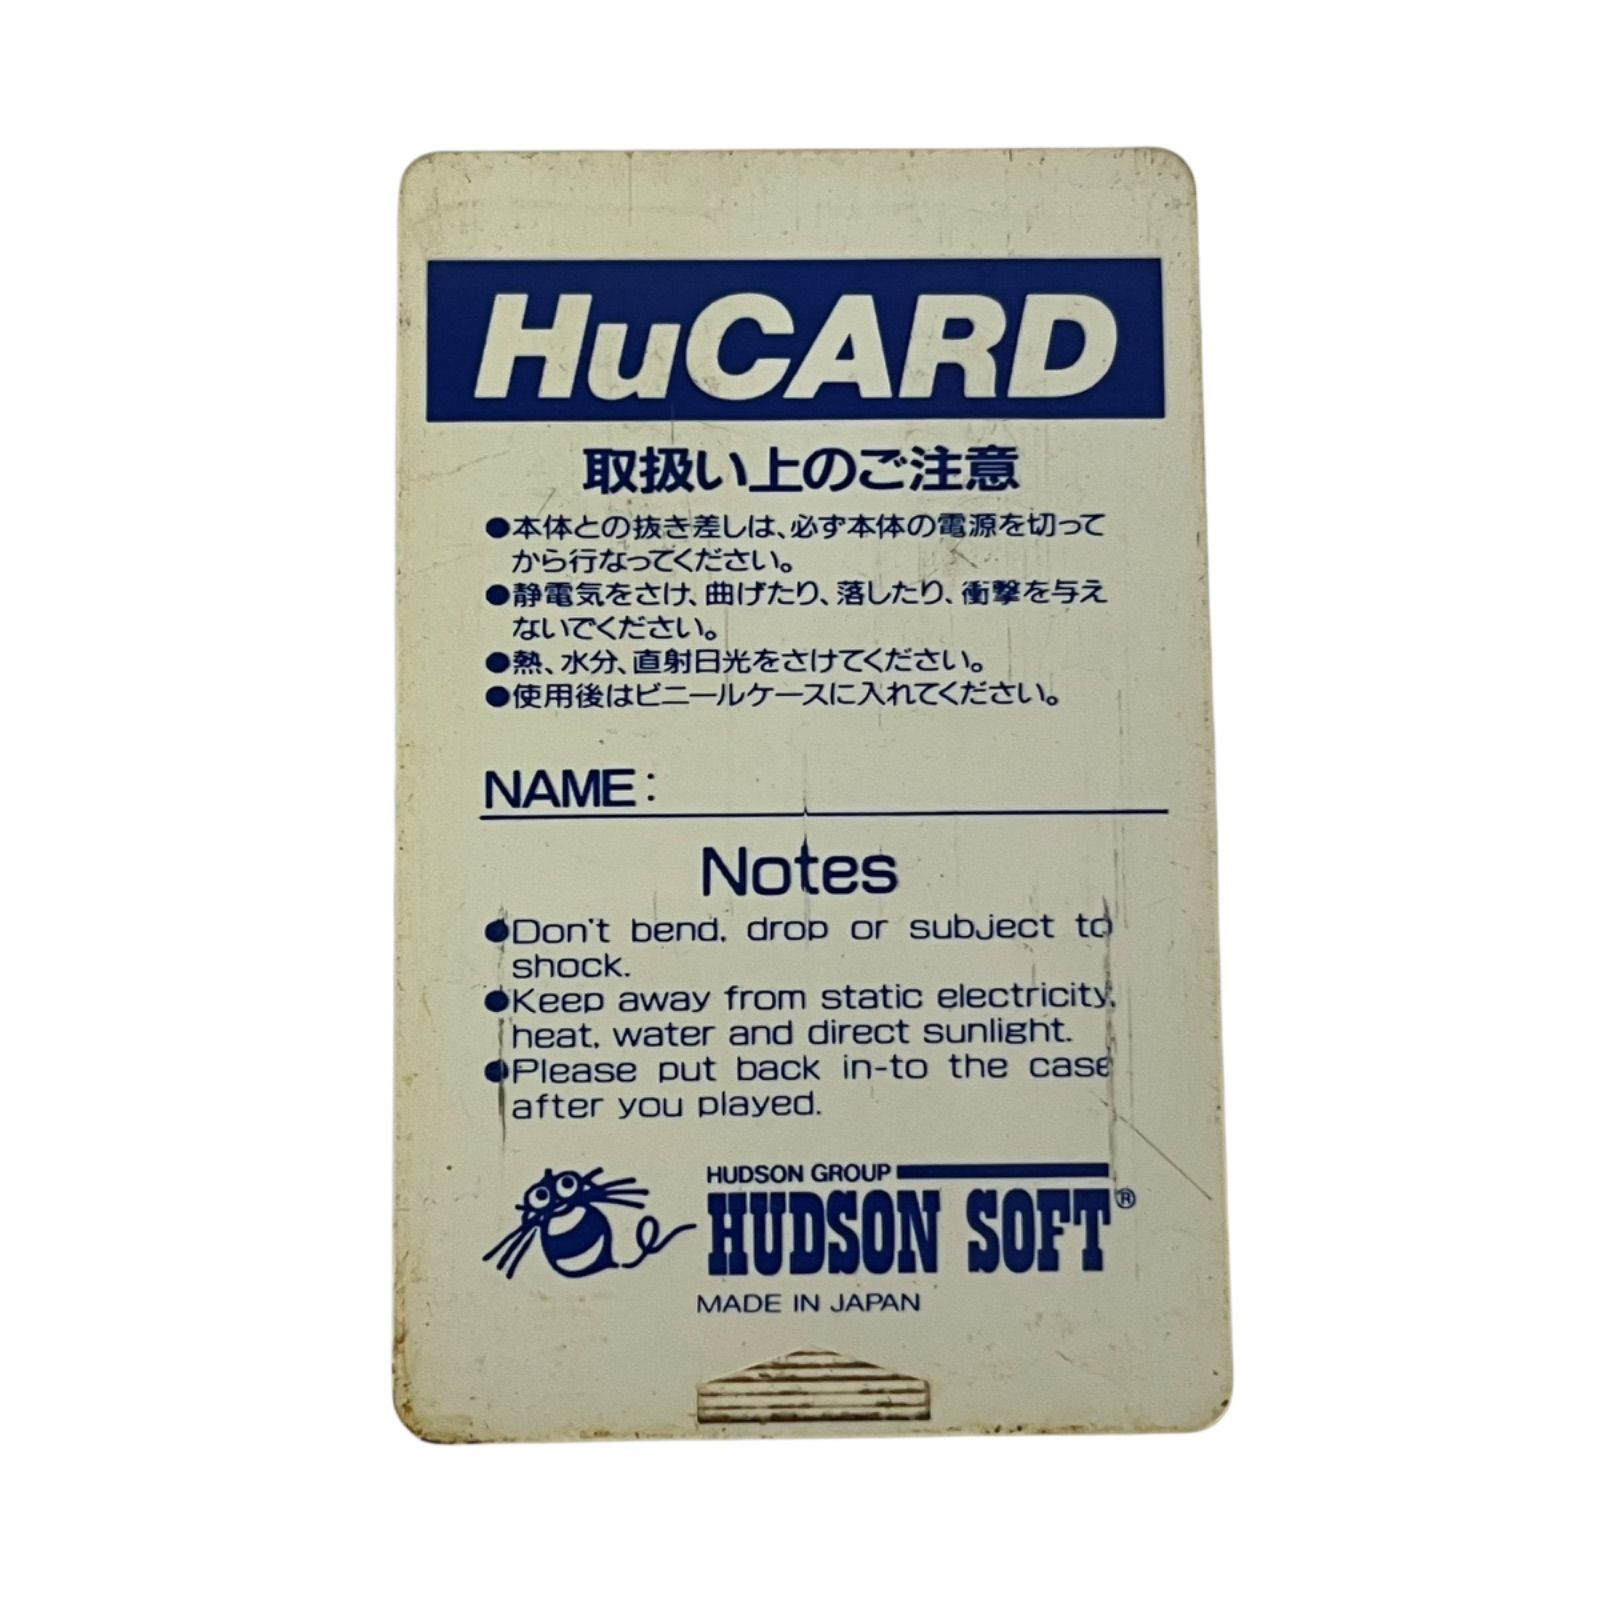 HuCARD
取扱い上のご注意
●本体との抜き差しは、必ず本体の電源を切って
から行なってください。
●静電気をさけ、曲げたり、落したり、衝撃を与え
ないでください。
●熱、水分、直射日光をさけてください。
●使用後はビニールケースに入れてください。
NAME:
Notes
●Don't bend, drop or subject to
shock.
●Keep away from static electricity,
heat, water and direct sunlight.
●Please put back in-to the case
after you played.
HUDSON GROUP
HUDSON SOFT®
MADE IN JAPAN